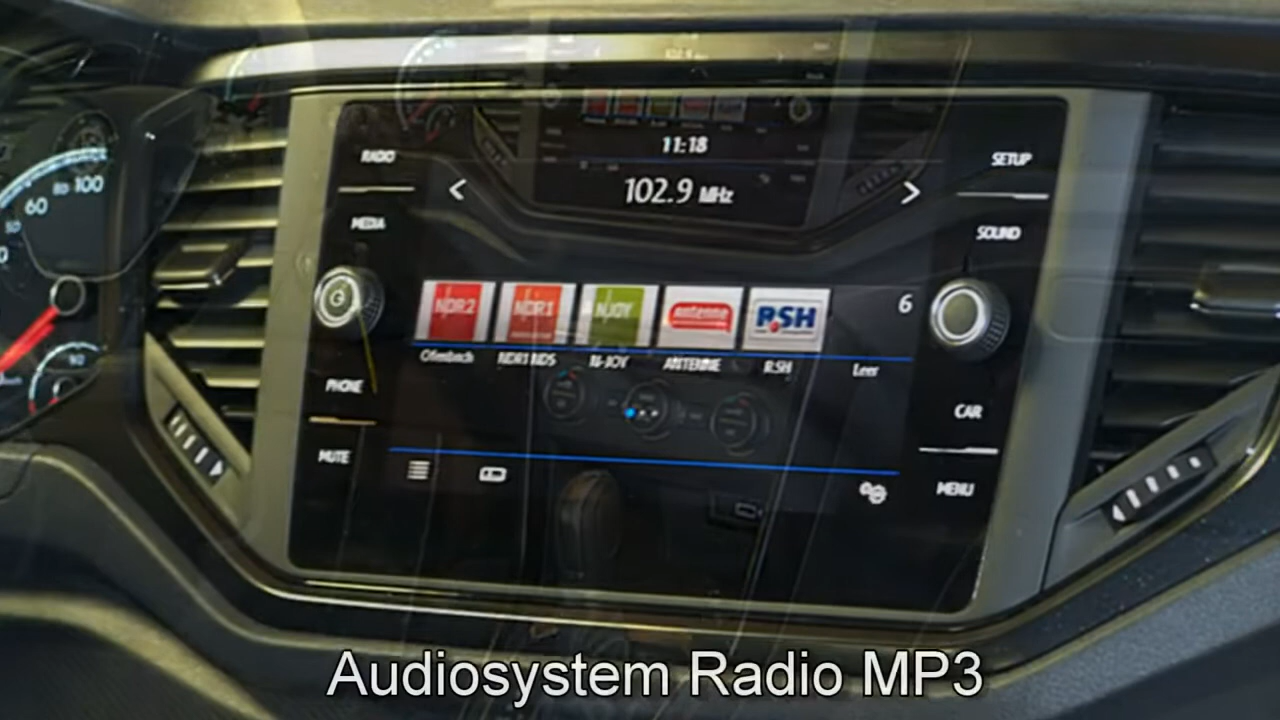 11:18
RADIO
SETUP
102.9 MHz
MEDIA
SOUND
80 100
60
NDR2
NDR1
N-JOY
Antenne
R.SH
6
NDR1 NDS
N-JOY
ANTENNE
R.SH
Leer
PHONE
CAR
MUTE
MENU
Audiosystem Radio MP3